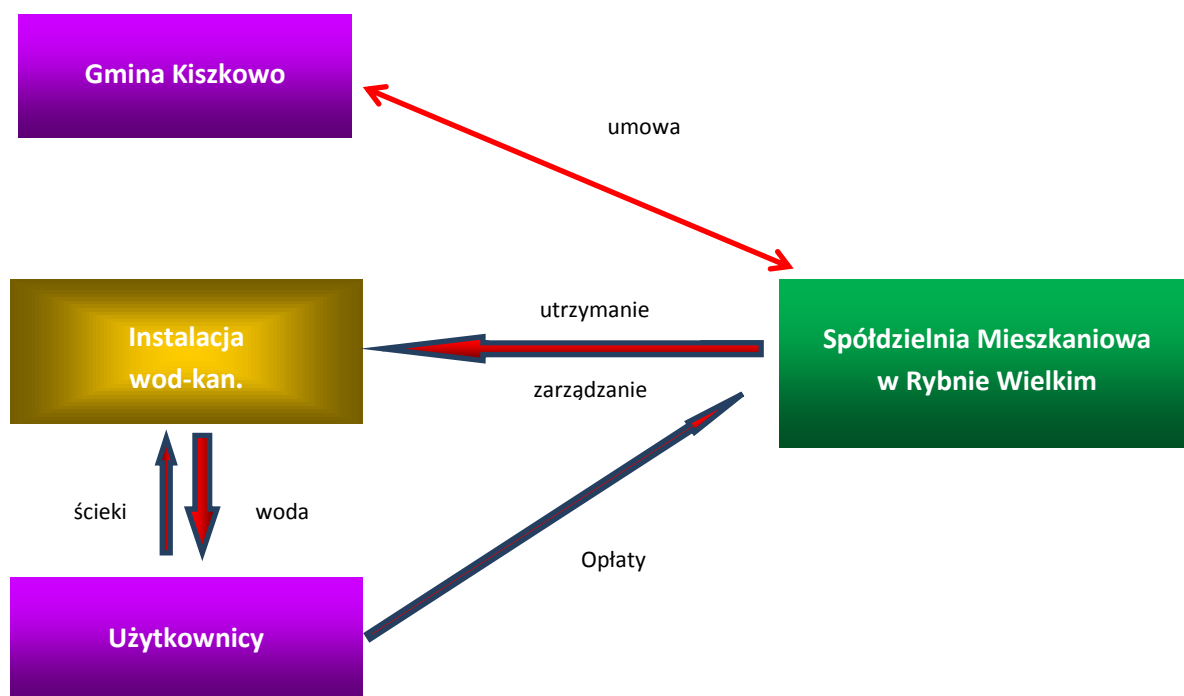 Gmina Kiszkowo
umowa
utrzymanie
Instalacja
wod-kan.
Spółdzielnia Mieszkaniowa
w Rybnie Wielkim
zarządzanie
ścieki
woda
Opłaty
Użytkownicy